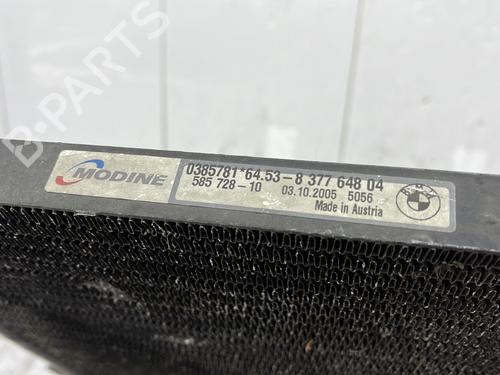 MODINE
0385781*64.53-8 377 648 04
585 728-10 03.10.2005 5056
Made in Austria
BMW
B-PARTS